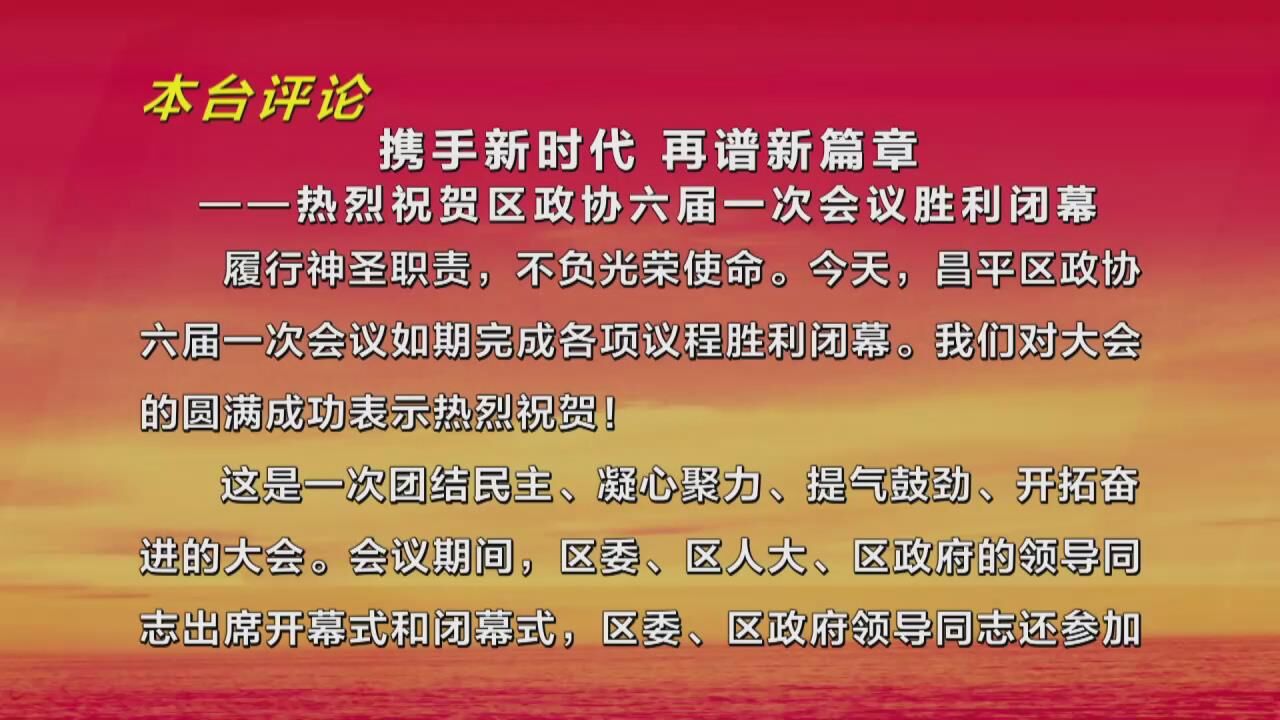 本台评论
携手新时代 再谱新篇章
——热烈祝贺区政协六届一次会议胜利闭幕
履行神圣职责，不负光荣使命。今天，昌平区政协
六届一次会议如期完成各项议程胜利闭幕。我们对大会
的圆满成功表示热烈祝贺！
这是一次团结民主、凝心聚力、提气鼓劲、开拓奋
进的大会。会议期间，区委、区人大、区政府的领导同
志出席开幕式和闭幕式，区委、区政府领导同志还参加